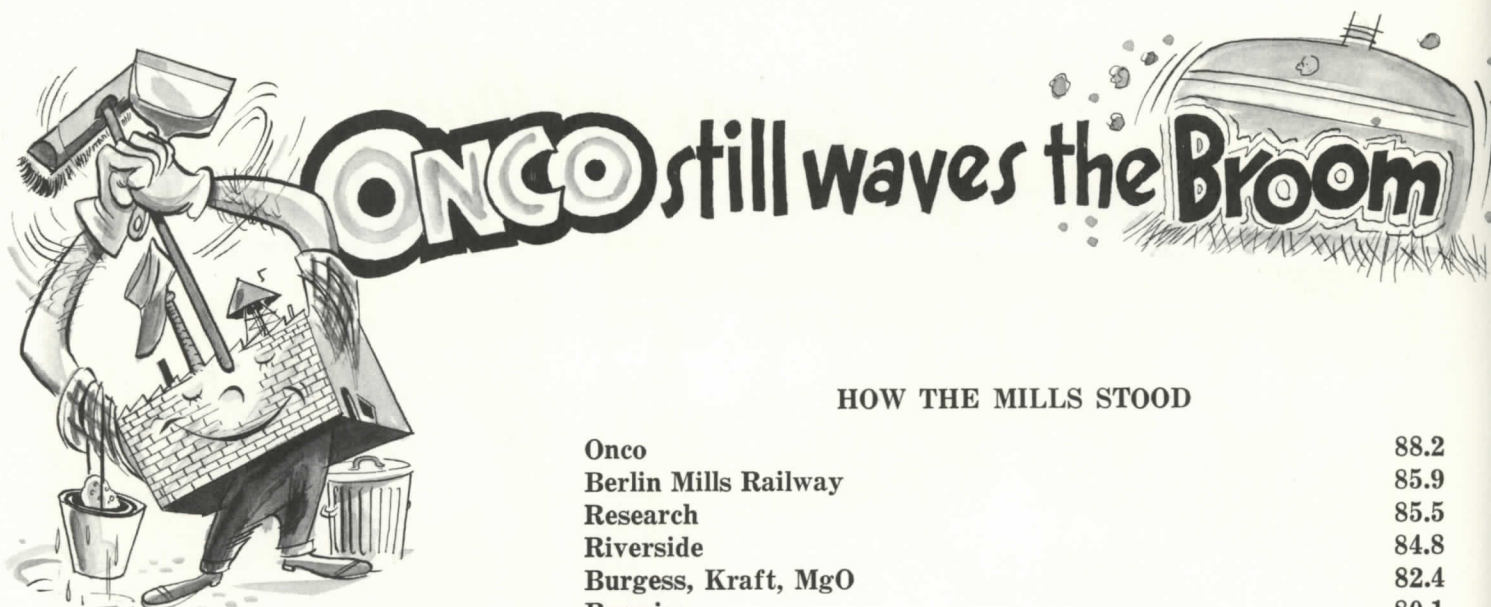 ONCO still waves the Broom
HOW THE MILLS STOOD
Onco 88.2
Berlin Mills Railway 85.9
Research 85.5
Riverside 84.8
Burgess, Kraft, MgO 82.4